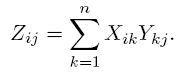 $$Z_{ij} = \sum_{k=1}^{n} X_{ik} Y_{kj}.$$